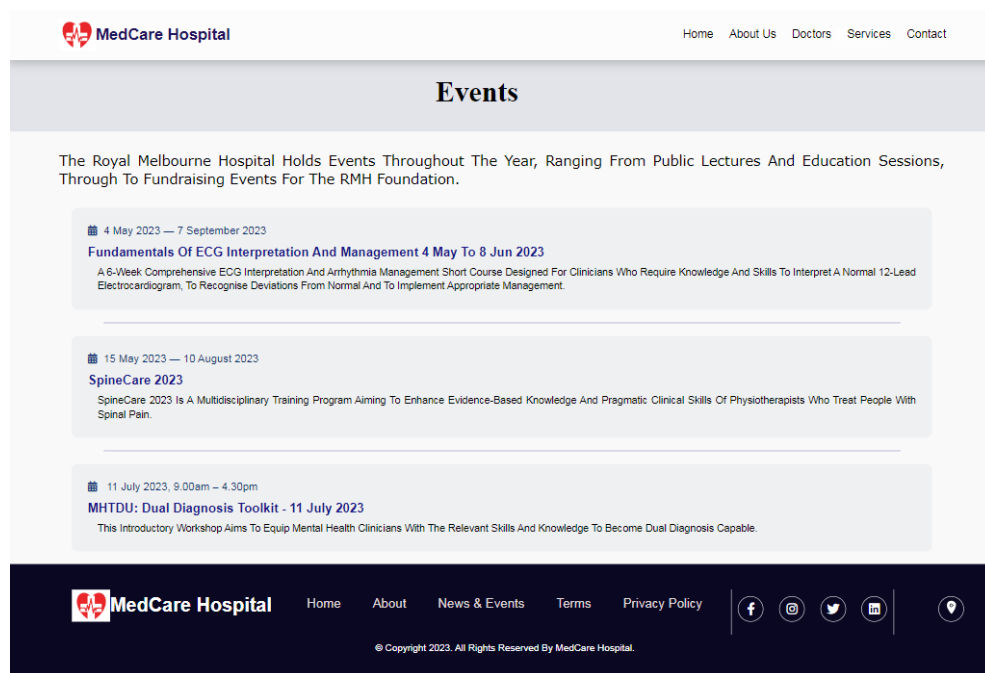 MedCare Hospital
Home About Us Doctors Services Contact
Events
The Royal Melbourne Hospital Holds Events Throughout The Year, Ranging From Public Lectures And Education Sessions,
Through To Fundraising Events For The RMH Foundation.
4 May 2023 — 7 September 2023
Fundamentals Of ECG Interpretation And Management 4 May To 8 Jun 2023
A 6-Week Comprehensive ECG Interpretation And Arrhythmia Management Short Course Designed For Clinicians Who Require Knowledge And Skills To Interpret A Normal 12-Lead
Electrocardiogram, To Recognise Deviations From Normal And To Implement Appropriate Management.
15 May 2023 — 10 August 2023
SpineCare 2023
SpineCare 2023 Is A Multidisciplinary Training Program Aiming To Enhance Evidence-Based Knowledge And Pragmatic Clinical Skills Of Physiotherapists Who Treat People With
Spinal Pain.
11 July 2023, 9.00am – 4.30pm
MHTDU: Dual Diagnosis Toolkit - 11 July 2023
This Introductory Workshop Aims To Equip Mental Health Clinicians With The Relevant Skills And Knowledge To Become Dual Diagnosis Capable.
MedCare Hospital
Home About News & Events Terms Privacy Policy
© Copyright 2023. All Rights Reserved By MedCare Hospital.